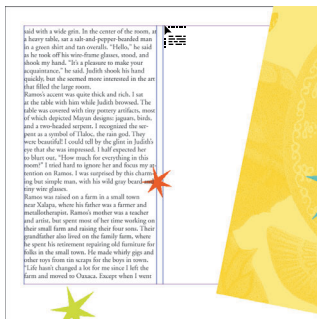 said with a wide grin. In the center of the room, at
a heavy table, sat a salt-and-pepper-bearded man
in a green shirt and tan overalls. "Hello," he said
as he took off his wire-frame glasses, stood, and
shook my hand. "It's a pleasure to make your
acquaintance," he said. Judith shook his hand
quickly, but she seemed more interested in the art
that filled the large room.
Ramos's accent was quite thick and rich. I sat
at the table with him while Judith browsed. The
table was covered with tiny pottery artifacts, most
of which depicted Mayan designs: jaguars, birds,
and a two-headed serpent. I recognized the ser-
pent as a symbol of Tlaloc, the rain god. They
were beautiful! I could tell by the glint in Judith's
eye that she was impressed. I half expected her
to blurt out, "How much for everything in this
room!" I tried hard to ignore her and focus my at-
tention on Ramos. I was surprised by this charm-
ing but simple man, with his wild gray beard and
tiny wire glasses.
Ramos was raised on a farm in a small town
near Xalapa, where his father was a farmer and
metallotherapist. Ramos's mother was a teacher
and artist, but spent most of her time working on
their small farm and raising their four sons. Their
grandfather also lived on the family farm, where
he spent his retirement repairing old furniture for
folks in the small town. He made whirly gigs and
other toys from tin scraps for the boys in town.
"Life hasn't changed a lot for me since I left the
farm and moved to Oaxaca. Except when I went